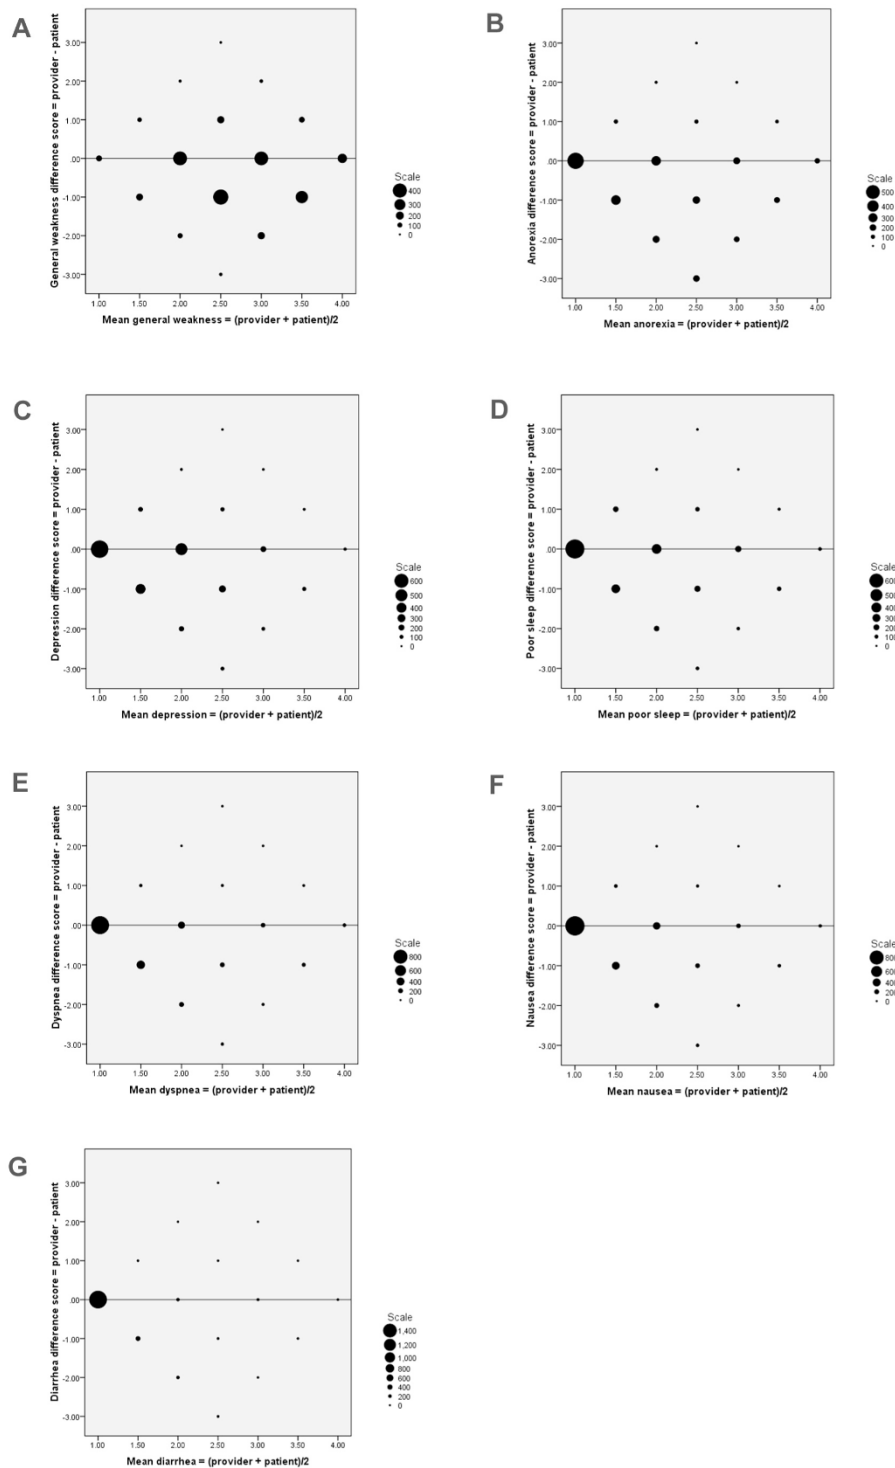 A
General weakness difference score = provider - patient
3.00
2.00
1.00
.00
-1.00
-2.00
-3.00
1.00 1.50 2.00 2.50 3.00 3.50 4.00
Mean general weakness = (provider + patient)/2
Scale
400
300
200
100
0
B
Anorexia difference score = provider - patient
3.00
2.00
1.00
.00
-1.00
-2.00
-3.00
1.00 1.50 2.00 2.50 3.00 3.50 4.00
Mean anorexia = (provider + patient)/2
Scale
500
400
300
200
100
0
C
Depression difference score = provider - patient
3.00
2.00
1.00
.00
-1.00
-2.00
-3.00
1.00 1.50 2.00 2.50 3.00 3.50 4.00
Mean depression = (provider + patient)/2
Scale
600
500
400
300
200
100
0
D
Poor sleep difference score = provider - patient
3.00
2.00
1.00
.00
-1.00
-2.00
-3.00
1.00 1.50 2.00 2.50 3.00 3.50 4.00
Mean poor sleep = (provider + patient)/2
Scale
600
500
400
300
200
100
0
E
Dyspnea difference score = provider - patient
3.00
2.00
1.00
.00
-1.00
-2.00
-3.00
1.00 1.50 2.00 2.50 3.00 3.50 4.00
Mean dyspnea = (provider + patient)/2
Scale
800
600
400
200
0
F
Nausea difference score = provider - patient
3.00
2.00
1.00
.00
-1.00
-2.00
-3.00
1.00 1.50 2.00 2.50 3.00 3.50 4.00
Mean nausea = (provider + patient)/2
Scale
800
600
400
200
0
G
Diarrhea difference score = provider - patient
3.00
2.00
1.00
.00
-1.00
-2.00
-3.00
1.00 1.50 2.00 2.50 3.00 3.50 4.00
Mean diarrhea = (provider + patient)/2
Scale
1,400
1,200
1,000
800
600
400
200
0